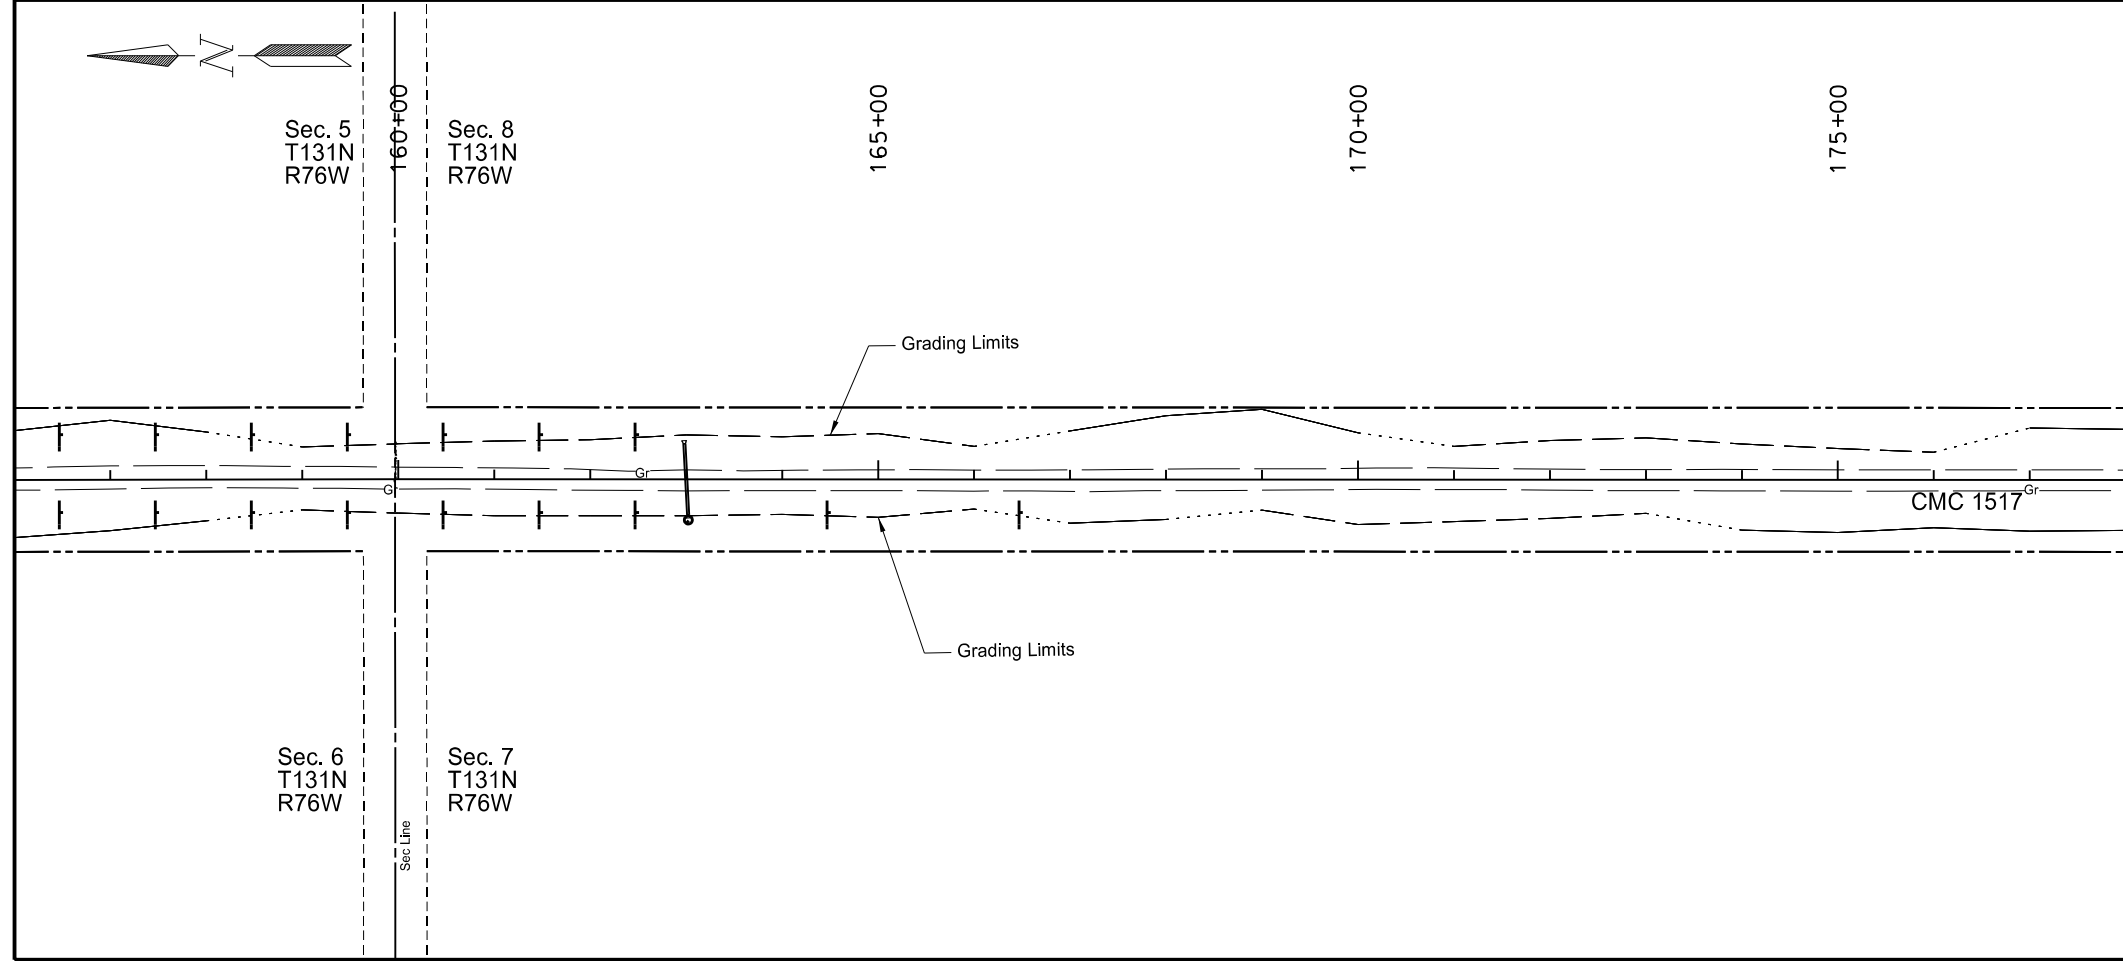 N
160+00
165+00
170+00
175+00
Sec. 5
T131N
R76W
Sec. 8
T131N
R76W
Grading Limits
Gr
Gr
Gr
CMC 1517
Grading Limits
Sec. 6
T131N
R76W
Sec. 7
T131N
R76W
Sec Line